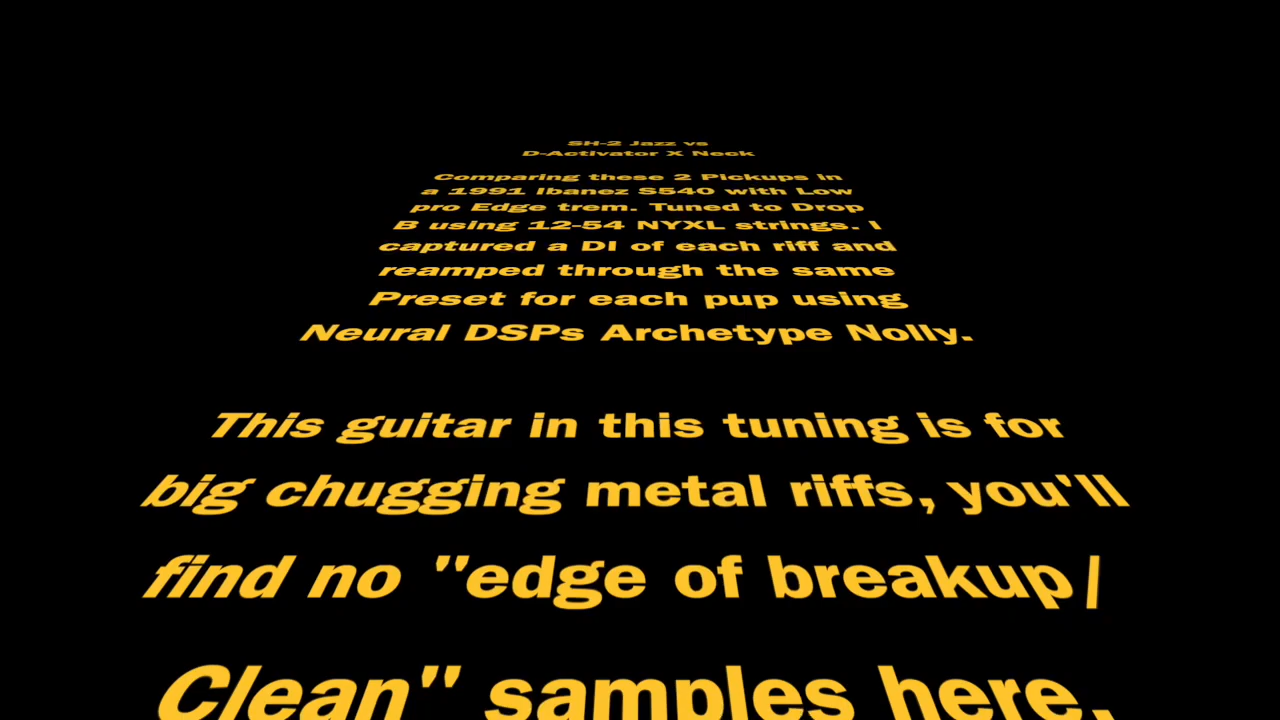 SH-2 Jazz vs
D-Activator X Neck
Comparing these 2 Pickups in
a 1991 Ibanez S540 with Low
pro Edge trem. Tuned to Drop
B using 12-54 NYXL strings. I
captured a DI of each riff and
reamped through the same
Preset for each pup using
Neural DSPs Archetype Nolly.
This guitar in this tuning is for
big chugging metal riffs, you'll
find no "edge of breakup/
Clean" samples here.